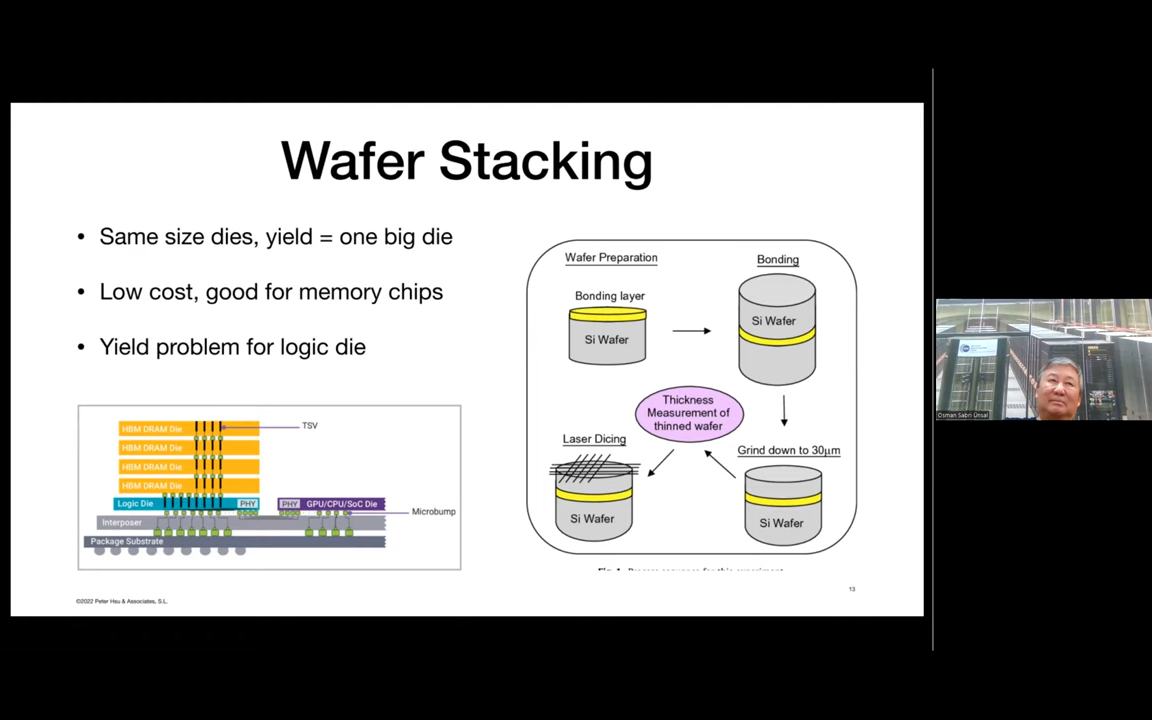 Wafer Stacking
• Same size dies, yield = one big die
• Low cost, good for memory chips
• Yield problem for logic die
HBM DRAM Die
TSV
HBM DRAM Die
HBM DRAM Die
HBM DRAM Die
Logic Die
PHY
PHY
GPU/CPU/SoC Die
Microbump
Interposer
Package Substrate
Wafer Preparation
Bonding layer
Si Wafer
Bonding
Si Wafer
Thickness
Measurement of
thinned wafer
Laser Dicing
Si Wafer
Grind down to 30μm
Si Wafer
©2022 Peter Hsu & Associates, S.L.
13
Osman Sabri Ünsal